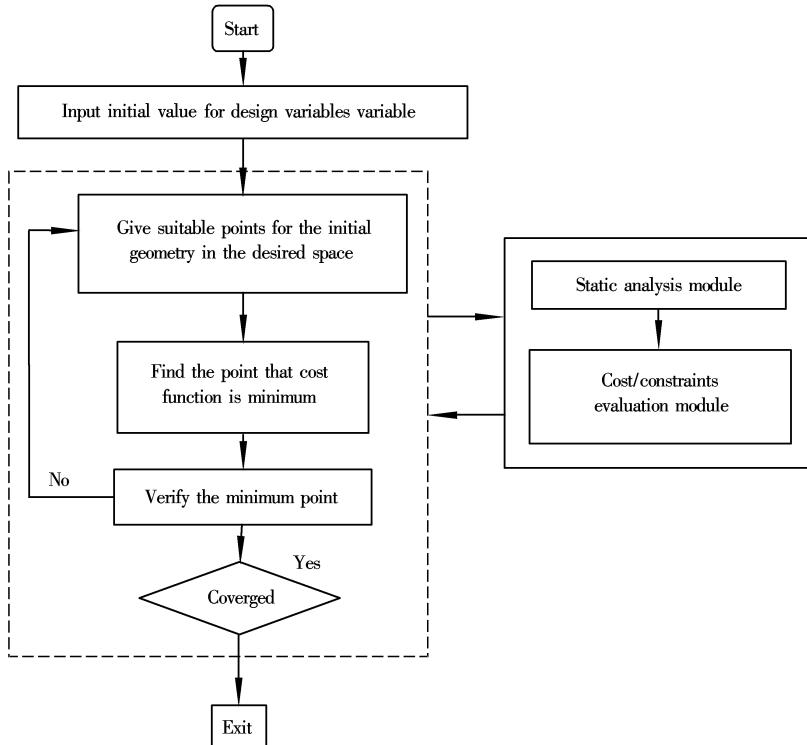 Start
Input initial value for design variables variable
Give suitable points for the initial
geometry in the desired space
Find the point that cost
function is minimum
No
Verify the minimum point
Yes
Coverged
Exit
Static analysis module
Cost/constraints
evaluation module